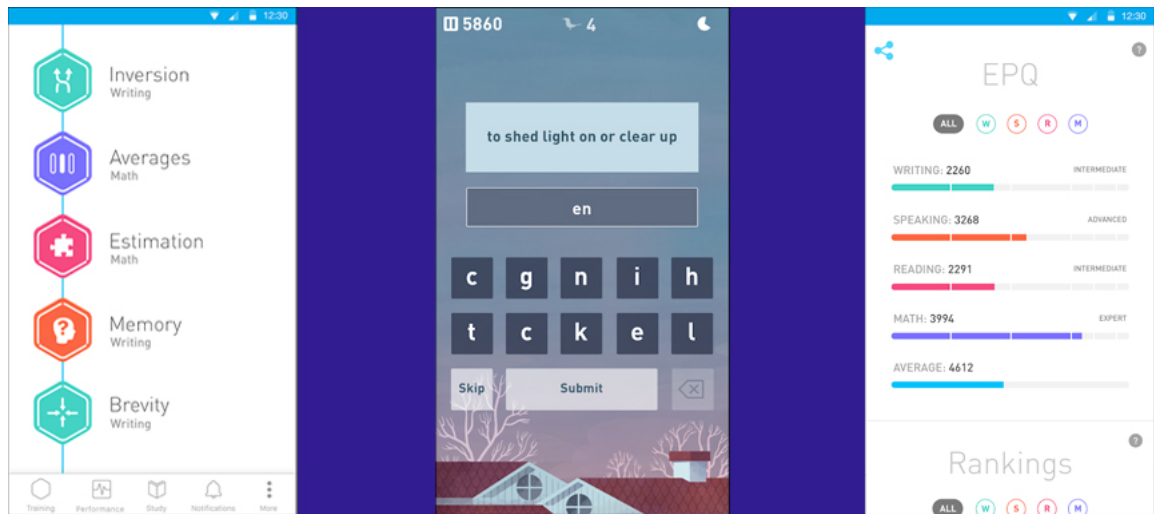 12:30
Inversion
Writing
Averages
Math
Estimation
Math
Memory
Writing
Brevity
Writing
Training Performance Study Notifications More
5860 4
to shed light on or clear up
en
c g n i h
t c k e l
Skip Submit
12:30
?
EPQ
ALL W S R M
WRITING: 2260 INTERMEDIATE
SPEAKING: 3268 ADVANCED
READING: 2291 INTERMEDIATE
MATH: 3994 EXPERT
AVERAGE: 4612
?
Rankings
ALL W S R M